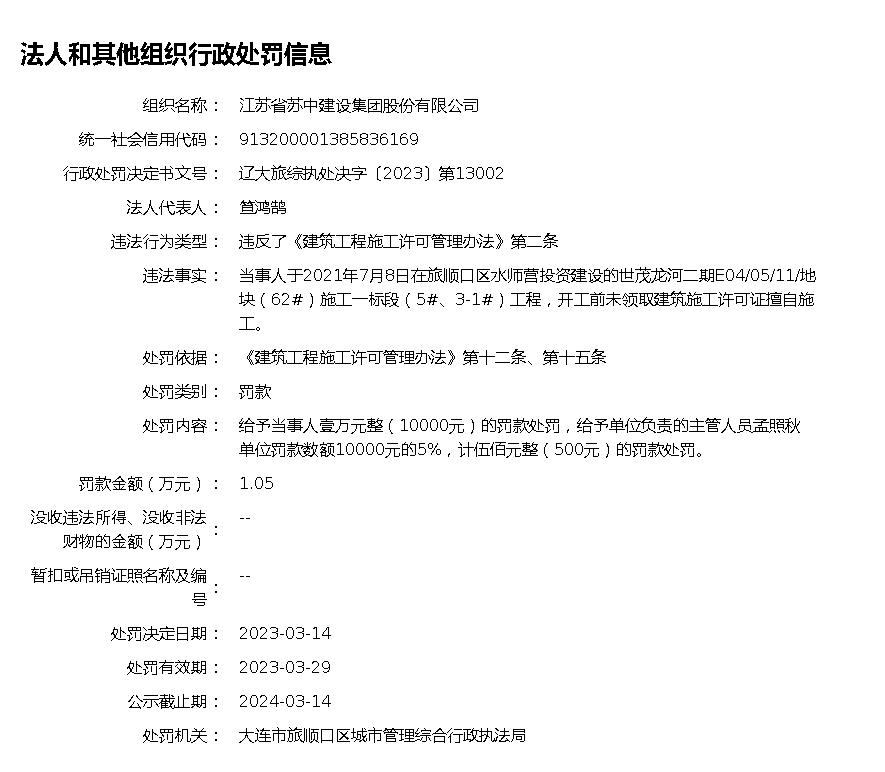 法人和其他组织行政处罚信息
组织名称： 江苏省苏中建设集团股份有限公司
统一社会信用代码： 913200001385836169
行政处罚决定书文号： 辽大旅综执处决字〔2023〕第13002
法人代表人： 笪鸿鹄
违法行为类型： 违反了《建筑工程施工许可管理办法》第二条
违法事实： 当事人于2021年7月8日在旅顺口区水师营投资建设的世茂龙河二期E04/05/11/地
块（62#）施工一标段（5#、3-1#）工程，开工前未领取建筑施工许可证擅自施
工。
处罚依据： 《建筑工程施工许可管理办法》第十二条、第十五条
处罚类别： 罚款
处罚内容： 给予当事人壹万元整（10000元）的罚款处罚，给予单位负责的主管人员孟照秋
单位罚款数额10000元的5%，计伍佰元整（500元）的罚款处罚。
罚款金额（万元）： 1.05
没收违法所得、没收非法
财物的金额（万元）： --
暂扣或吊销证照名称及编
号： --
处罚决定日期： 2023-03-14
处罚有效期： 2023-03-29
公示截止期： 2024-03-14
处罚机关： 大连市旅顺口区城市管理综合行政执法局